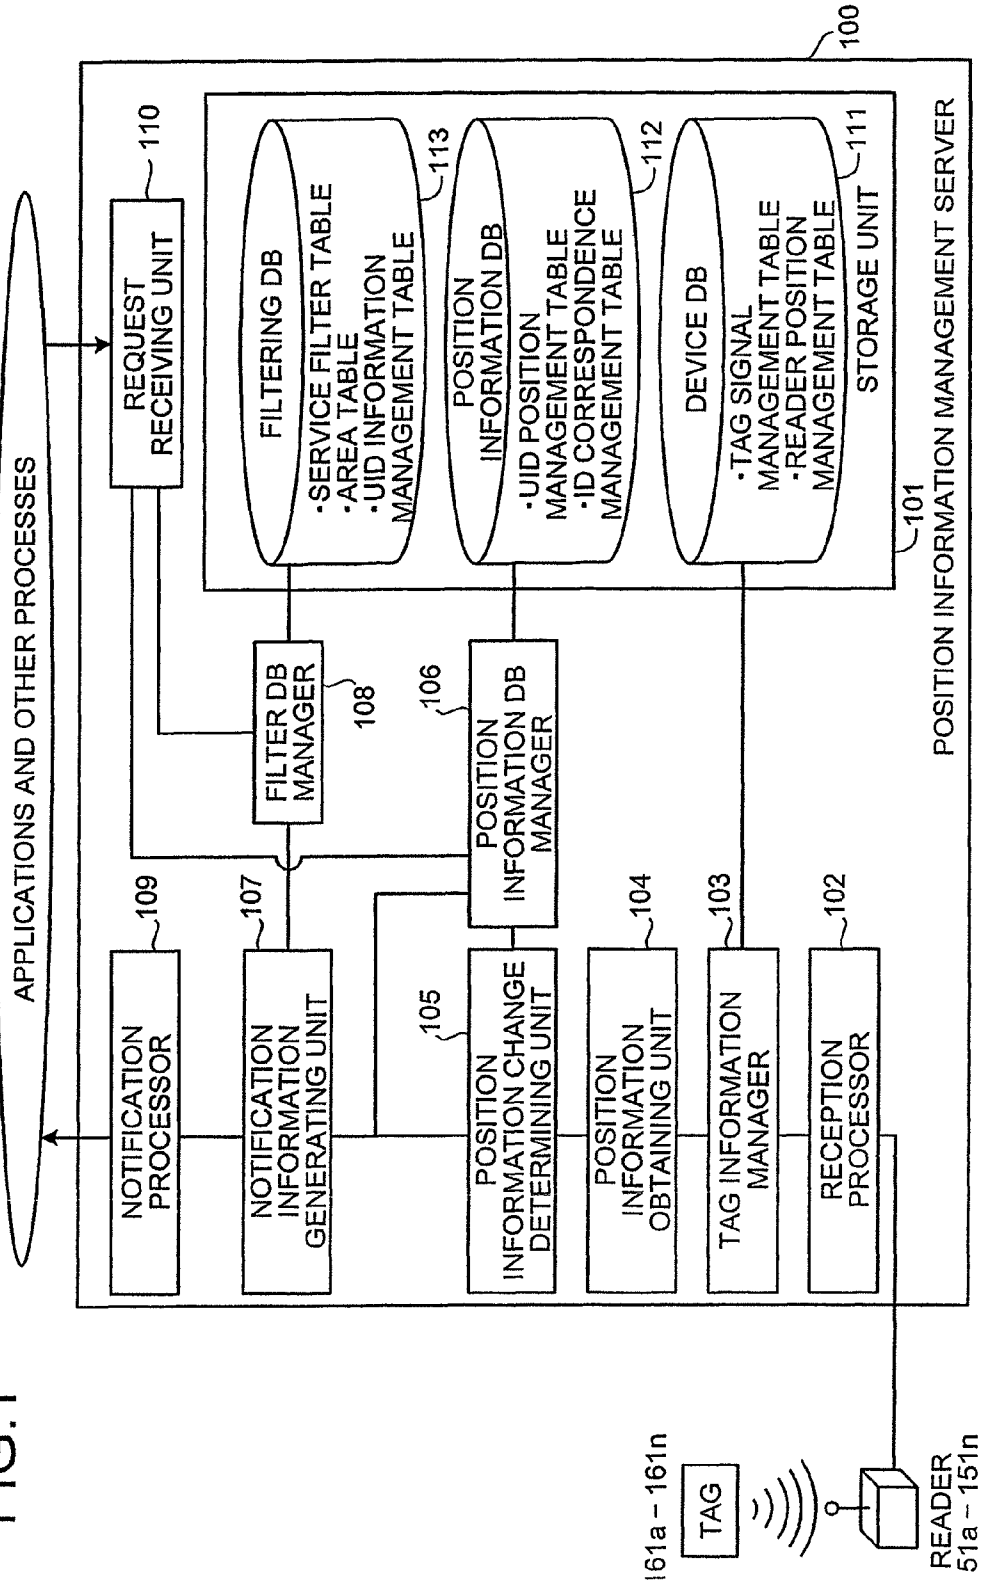 FIG.1
APPLICATIONS AND OTHER PROCESSES
NOTIFICATION
PROCESSOR
109
REQUEST
RECEIVING UNIT
110
NOTIFICATION
INFORMATION
GENERATING UNIT
107
FILTER DB
MANAGER
108
FILTERING DB
·SERVICE FILTER TABLE
·AREA TABLE
·UID INFORMATION
MANAGEMENT TABLE
113
POSITION
INFORMATION CHANGE
DETERMINING UNIT
105
POSITION
INFORMATION DB
MANAGER
106
POSITION
INFORMATION DB
·UID POSITION
MANAGEMENT TABLE
·ID CORRESPONDENCE
MANAGEMENT TABLE
112
POSITION
INFORMATION
OBTAINING UNIT
104
TAG INFORMATION
MANAGER
103
DEVICE DB
·TAG SIGNAL
MANAGEMENT TABLE
·READER POSITION
MANAGEMENT TABLE
111
STORAGE UNIT
101
RECEPTION
PROCESSOR
102
POSITION INFORMATION MANAGEMENT SERVER
100
161a – 161n
TAG
READER
51a – 151n